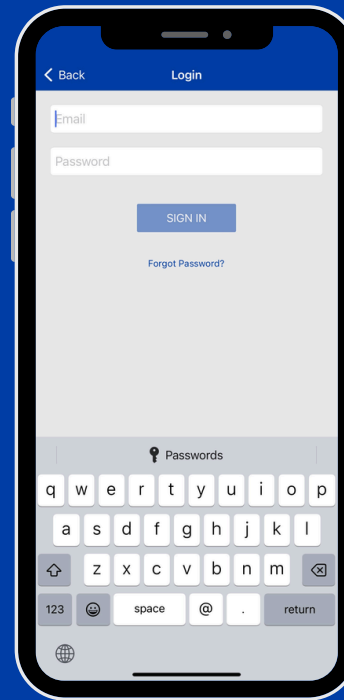 Back Login
Email
Password
SIGN IN
Forgot Password?
Passwords
q w e r t y u i o p
a s d f g h j k l
z x c v b n m
123 space @ . return